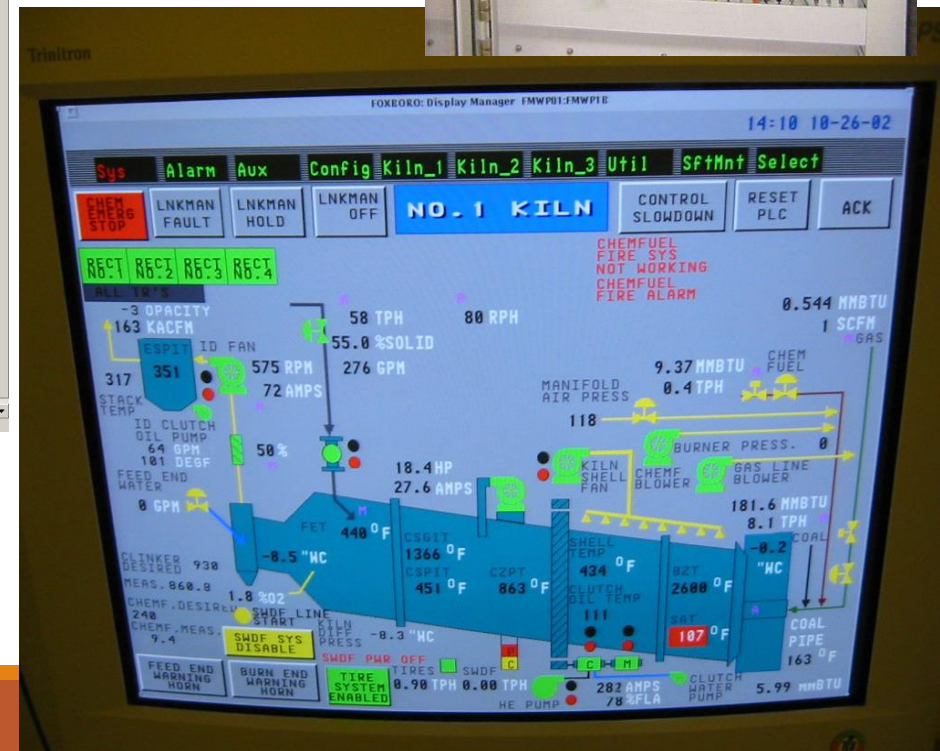 Trinitron
FOXBORO: Display Manager FMWP01:FMWP1B
14:10 10-26-02
Sys Alarm Aux Config Kiln_1 Kiln_2 Kiln_3 Util SftMnt Select
CHEM EMERG STOP
LNKMAN FAULT
LNKMAN HOLD
LNKMAN OFF
NO. 1 KILN
CONTROL SLOWDOWN
RESET PLC
ACK
RECT NO.1
RECT NO.2
RECT NO.3
RECT NO.4
ALL TR'S
CHEMFUEL
FIRE SYS
NOT WORKING
CHEMFUEL
FIRE ALARM
-3 OPACITY
163 KACFM
ESPIT
351
ID FAN
575 RPM
72 AMPS
317
STACK
TEMP
ID CLUTCH
OIL PUMP
64 GPM
101 DEGF
50%
58 TPH
80 RPH
55.0 %SOLID
276 GPM
0.544 MMBTU
1 SCFM
GAS
9.37 MMBTU
0.4 TPH
CHEM
FUEL
MANIFOLD
AIR PRESS
118
BURNER PRESS. 0
KILN
SHELL
FAN
CHEMF
BLOWER
GAS LINE
BLOWER
18.4 HP
27.6 AMPS
181.6 MMBTU
8.1 TPH
COAL
FEED END
WATER
0 GPM
FET
440 °F
M
-8.5 "WC
CSGIT
1366 °F
CSPIT
451 °F
CZPT
863 °F
SHELL
TEMP
434 °F
CLUTCH
OIL TEMP
111
BZT
2600 °F
SAT
107 °F
-0.2
"WC
A
CLINKER
DESIRED 930
MEAS. 860.8
CHEMF.DESIRED
240
CHEMF.MEAS.
9.4
1.8 %O2
SWDF LINE
START
KILN
DIFF
PRESS
-8.3 "WC
SWDF SYS
DISABLE
SWDF PWR OFF
FEED END
WARNING
HORN
BURN END
WARNING
HORN
TIRE
SYSTEM
ENABLED
TIRES
0.90 TPH
SWDF
0.00 TPH
P
C
C
M
HE PUMP
282 AMPS
78 %FLA
CLUTCH
WATER
PUMP
COAL
PIPE
163 °F
5.99 mmBTU